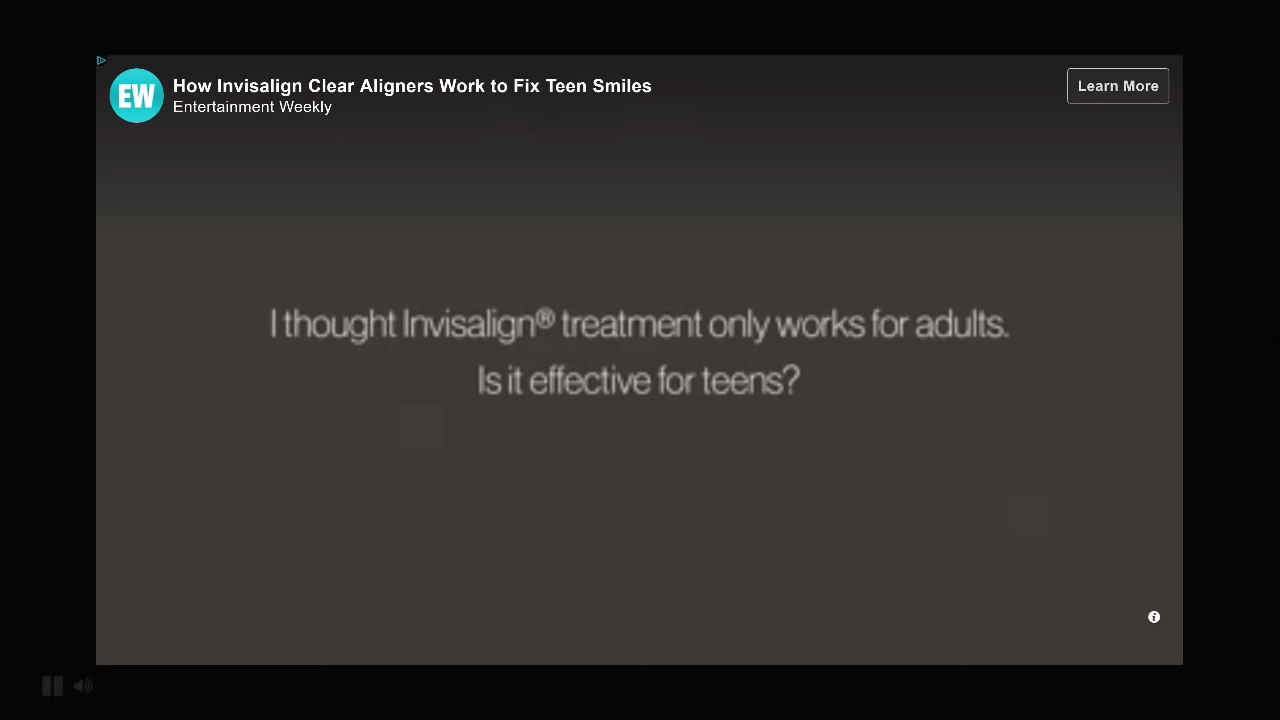 EW
How Invisalign Clear Aligners Work to Fix Teen Smiles
Entertainment Weekly
Learn More
I thought Invisalign® treatment only works for adults.
Is it effective for teens?